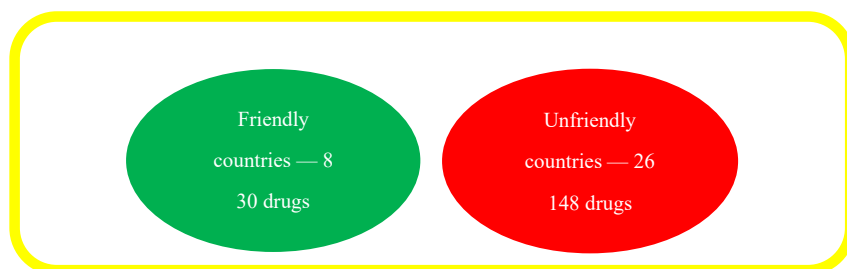 Friendly
countries — 8
30 drugs
Unfriendly
countries — 26
148 drugs